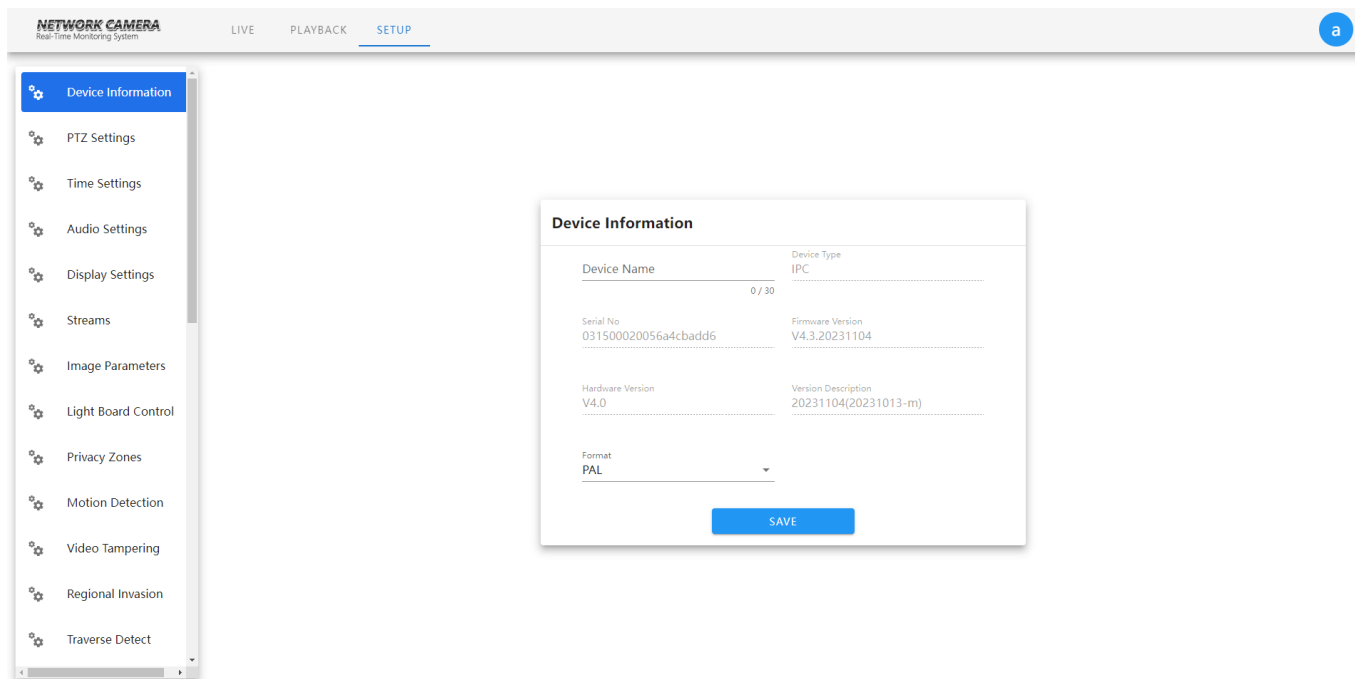 NETWORK CAMERA
Real-Time Monitoring System
LIVE PLAYBACK SETUP
a
Device Information
PTZ Settings
Time Settings
Audio Settings
Display Settings
Streams
Image Parameters
Light Board Control
Privacy Zones
Motion Detection
Video Tampering
Regional Invasion
Traverse Detect
Device Information
Device Name
0 / 30
Device Type
IPC
Serial No
031500020056a4cbadd6
Firmware Version
V4.3.20231104
Hardware Version
V4.0
Version Description
20231104(20231013-m)
Format
PAL
SAVE